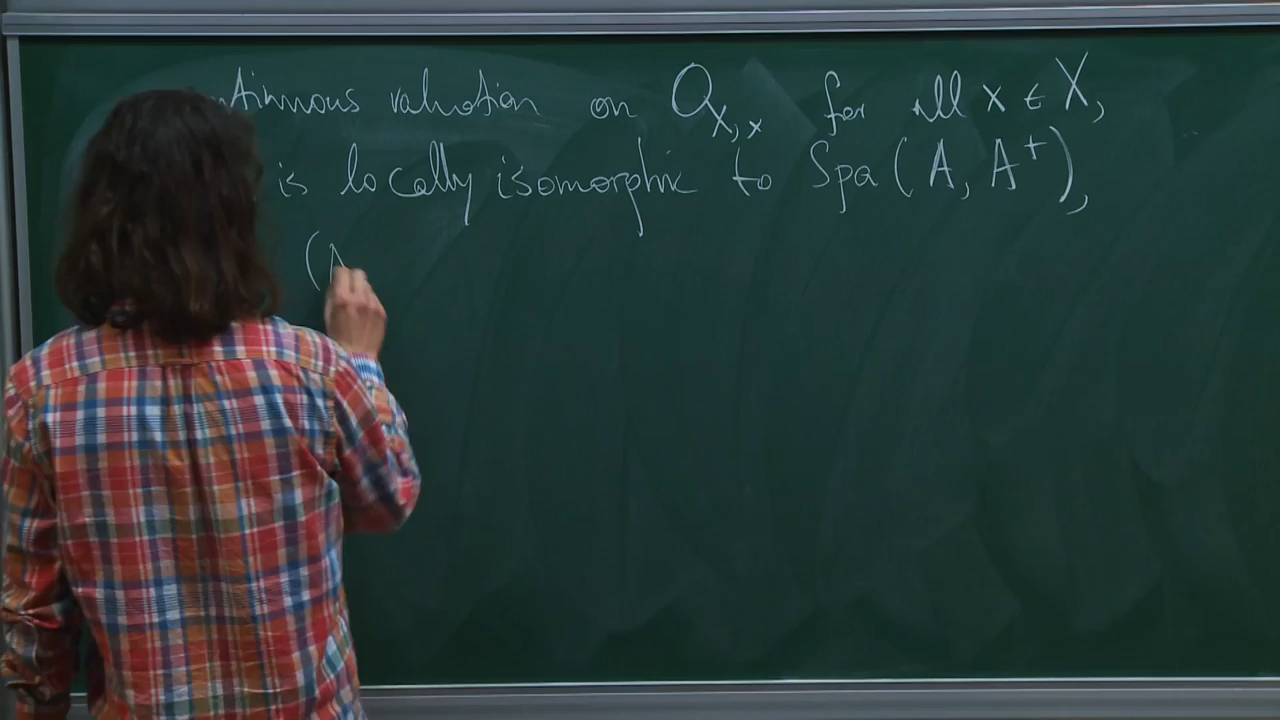 ntinuous valuation on O_{X,x} for all x ∈ X,
is locally isomorphic to Spa(A, A⁺),
(A